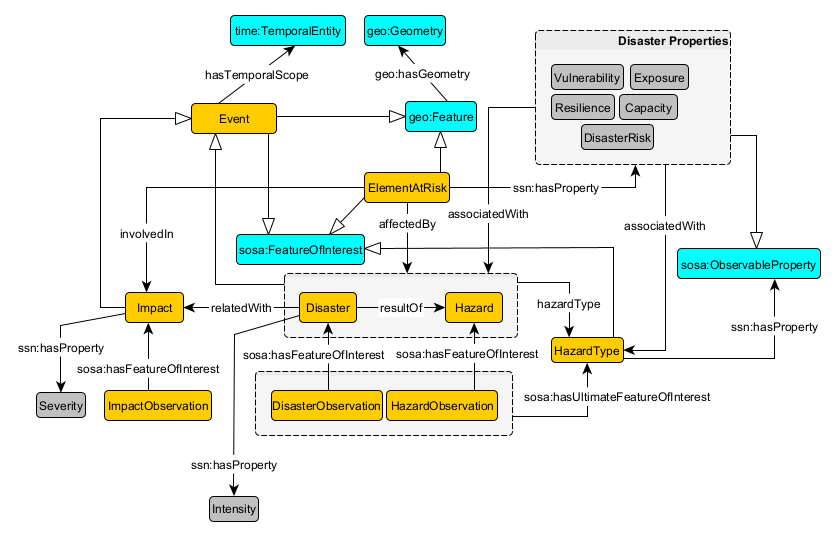 time:TemporalEntity
geo:Geometry
Disaster Properties
hasTemporalScope
geo:hasGeometry
Vulnerability
Exposure
Resilience
Capacity
DisasterRisk
Event
geo:Feature
ElementAtRisk
ssn:hasProperty
associatedWith
affectedBy
associatedWith
involvedIn
sosa:FeatureOfInterest
sosa:ObservableProperty
Impact
relatedWith
Disaster
resultOf
Hazard
hazardType
ssn:hasProperty
ssn:hasProperty
sosa:hasFeatureOfInterest
sosa:hasFeatureOfInterest
sosa:hasFeatureOfInterest
HazardType
Severity
ImpactObservation
DisasterObservation
HazardObservation
sosa:hasUltimateFeatureOfInterest
ssn:hasProperty
Intensity